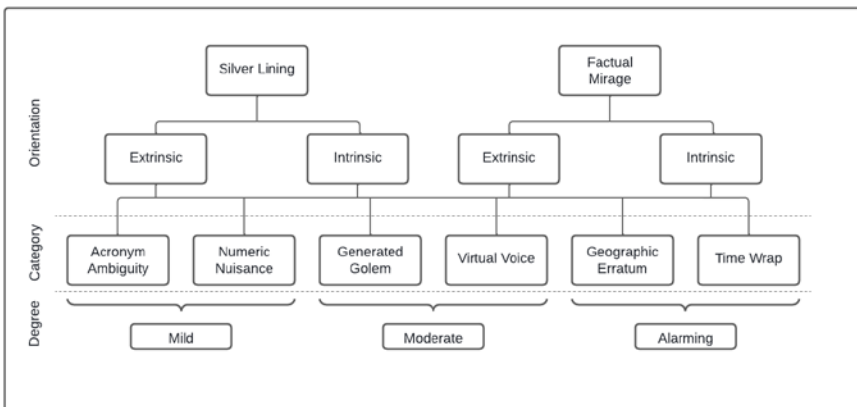 Silver Lining
Factual
Mirage
Orientation
Extrinsic
Intrinsic
Extrinsic
Intrinsic
Category
Acronym
Ambiguity
Numeric
Nuisance
Generated
Golem
Virtual Voice
Geographic
Erratum
Time Wrap
Degree
Mild
Moderate
Alarming